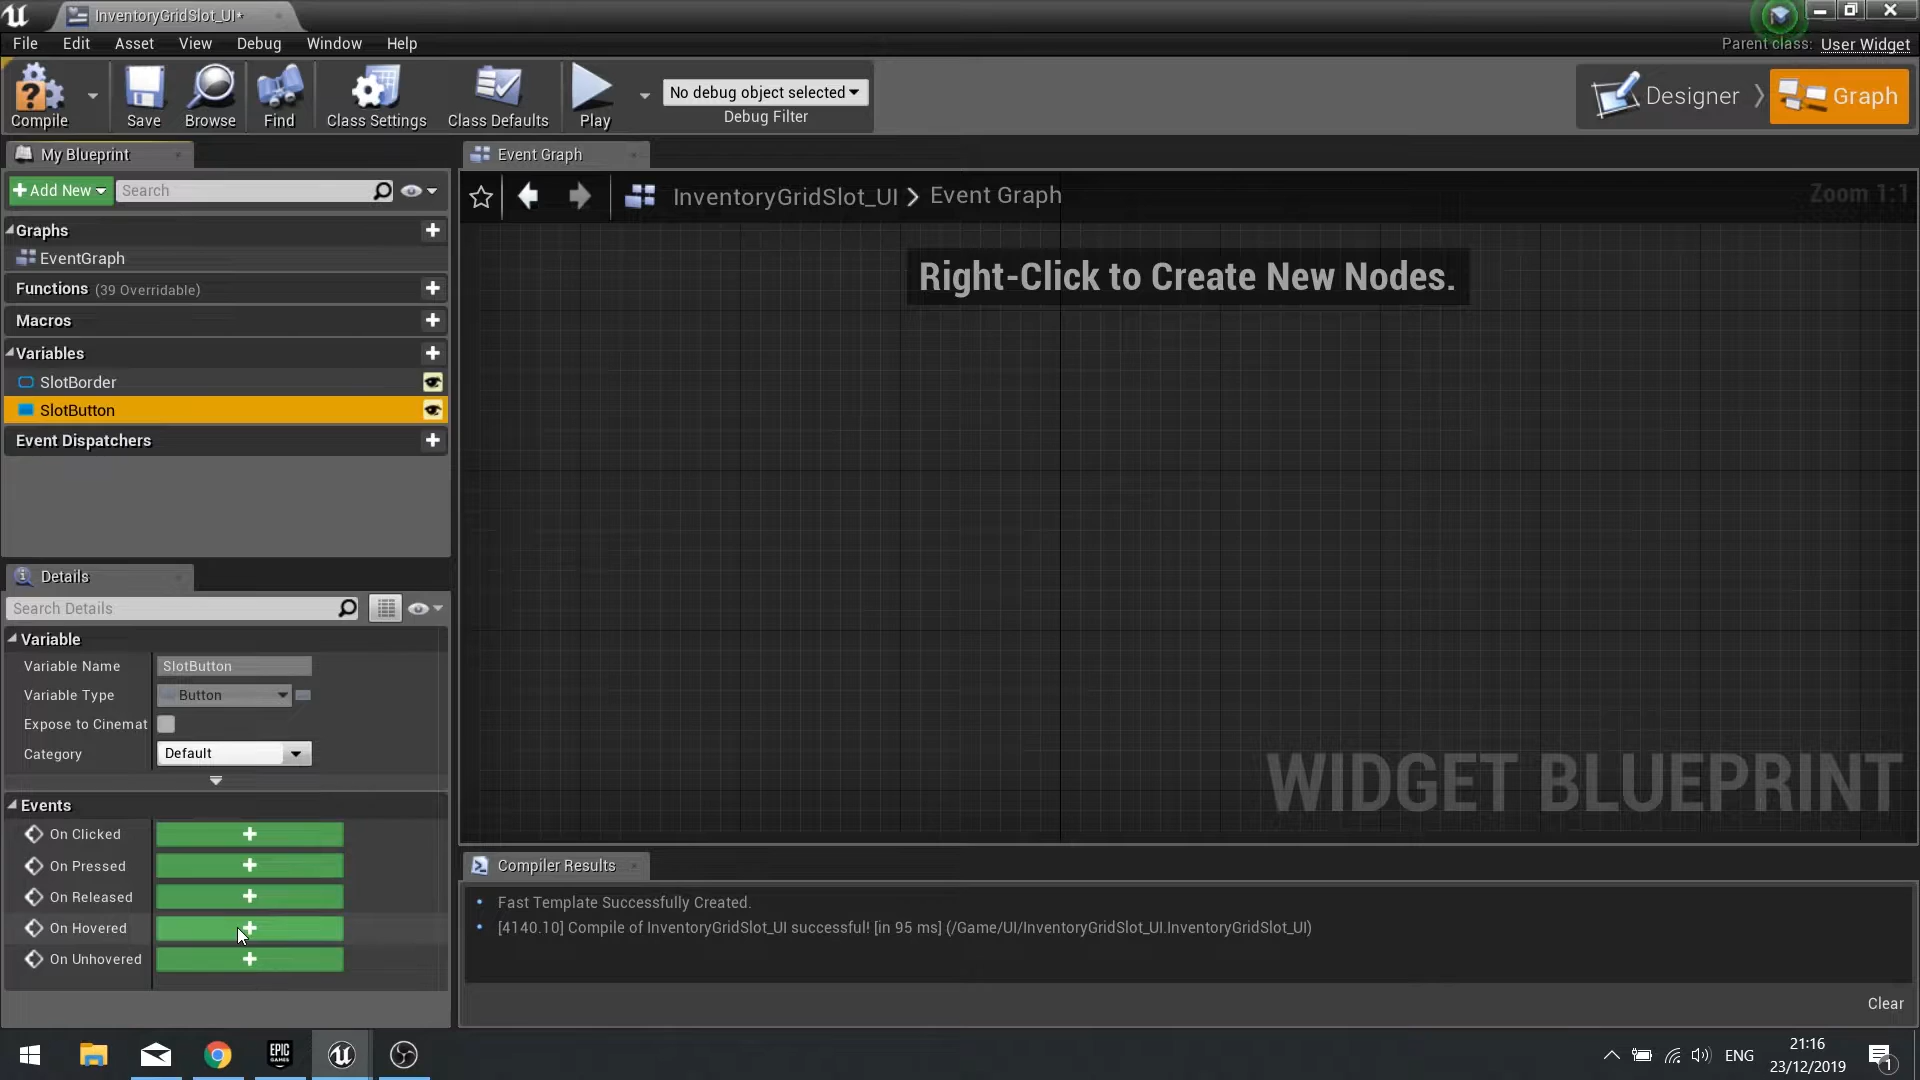 InventoryGridSlot_UI*
File Edit Asset View Debug Window Help
Parent class: User Widget
Compile Save Browse Find Class Settings Class Defaults Play
No debug object selected
Debug Filter
Designer Graph
My Blueprint
Event Graph
Add New Search
InventoryGridSlot_UI Event Graph
Zoom 1:1
Graphs
EventGraph
Functions (39 Overridable)
Macros
Variables
SlotBorder
SlotButton
Event Dispatchers
Right-Click to Create New Nodes.
WIDGET BLUEPRINT
Details
Search Details
Variable
Variable Name SlotButton
Variable Type Button
Expose to Cinemat
Category Default
Events
On Clicked
On Pressed
On Released
On Hovered
On Unhovered
Compiler Results
Fast Template Successfully Created.
[4140.10] Compile of InventoryGridSlot_UI successful! [in 95 ms] (/Game/UI/InventoryGridSlot_UI.InventoryGridSlot_UI)
Clear
EPIC
GAMES
ENG
21:16
23/12/2019
1